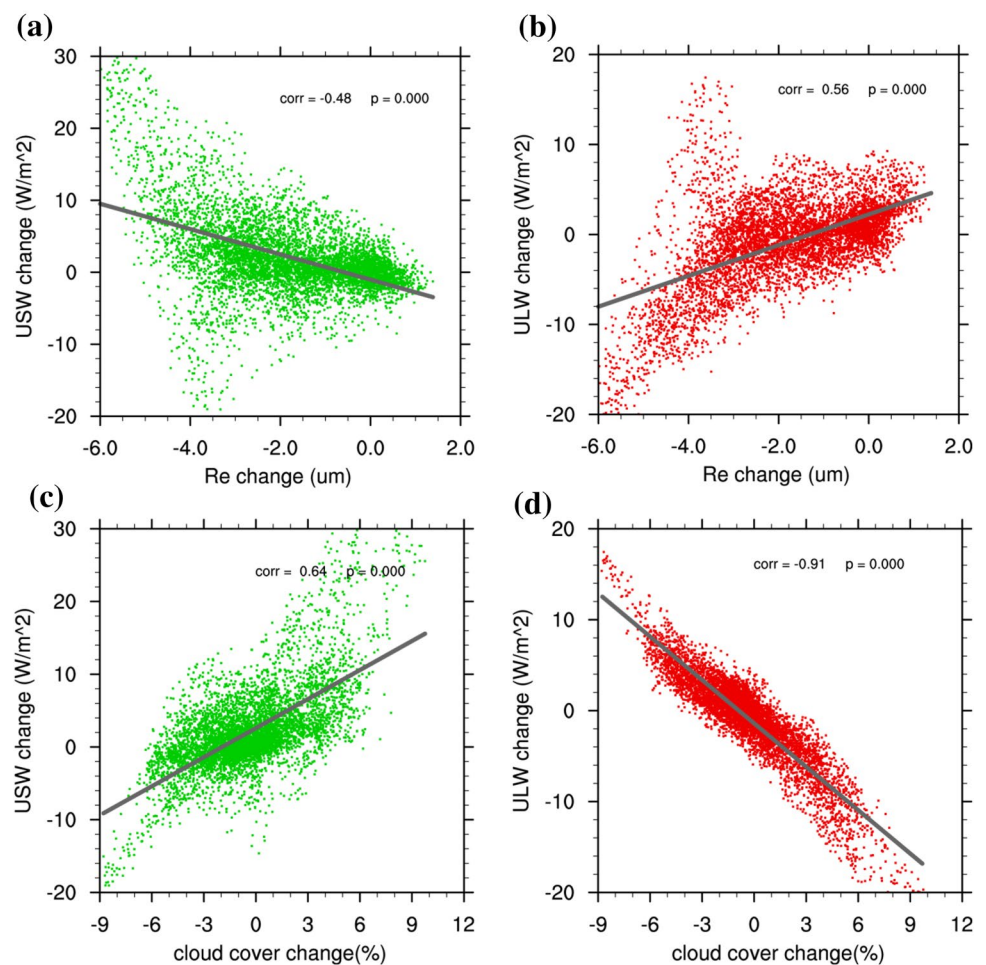 (a)
corr = -0.48 p = 0.000
30
20
10
0
-10
-20
USW change (W/m^2)
-6.0 -4.0 -2.0 0.0 2.0
Re change (um)
(b)
corr = 0.56 p = 0.000
20
10
0
-10
-20
ULW change (W/m^2)
-6.0 -4.0 -2.0 0.0 2.0
Re change (um)
(c)
corr = 0.64 p = 0.000
30
20
10
0
-10
-20
USW change (W/m^2)
-9 -6 -3 0 3 6 9 12
cloud cover change(%)
(d)
corr = -0.91 p = 0.000
20
10
0
-10
-20
ULW change (W/m^2)
-9 -6 -3 0 3 6 9 12
cloud cover change(%)